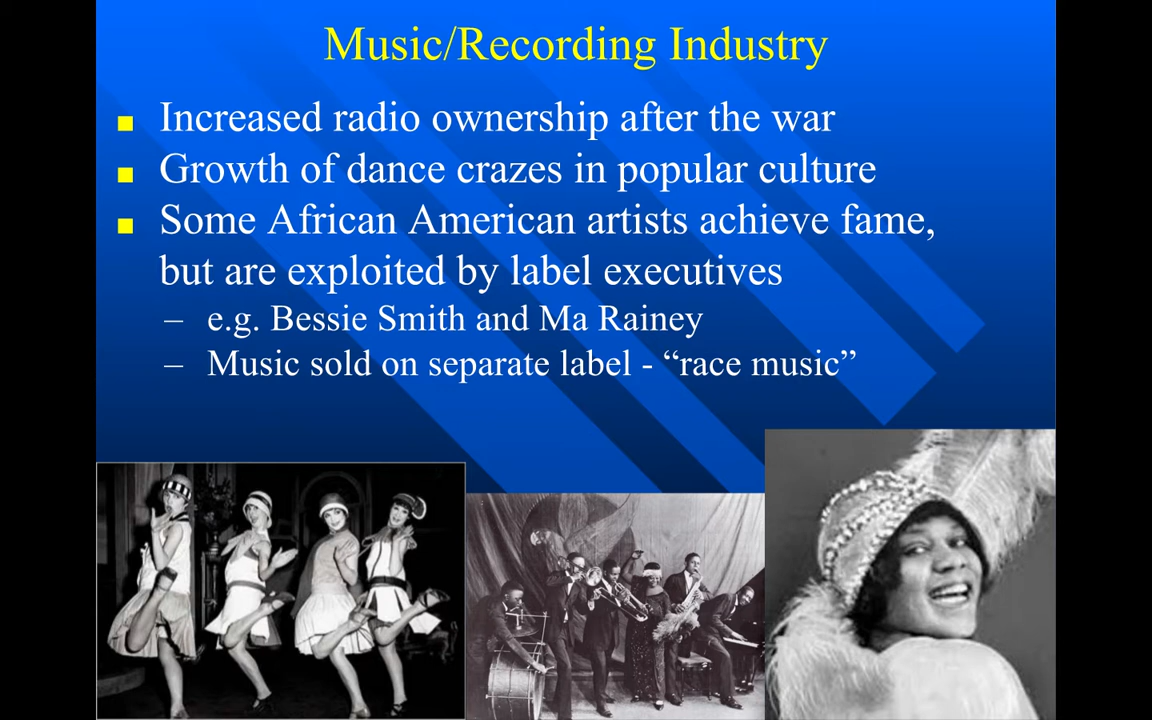 Music/Recording Industry
Increased radio ownership after the war
Growth of dance crazes in popular culture
Some African American artists achieve fame,
but are exploited by label executives
– e.g. Bessie Smith and Ma Rainey
– Music sold on separate label - “race music”